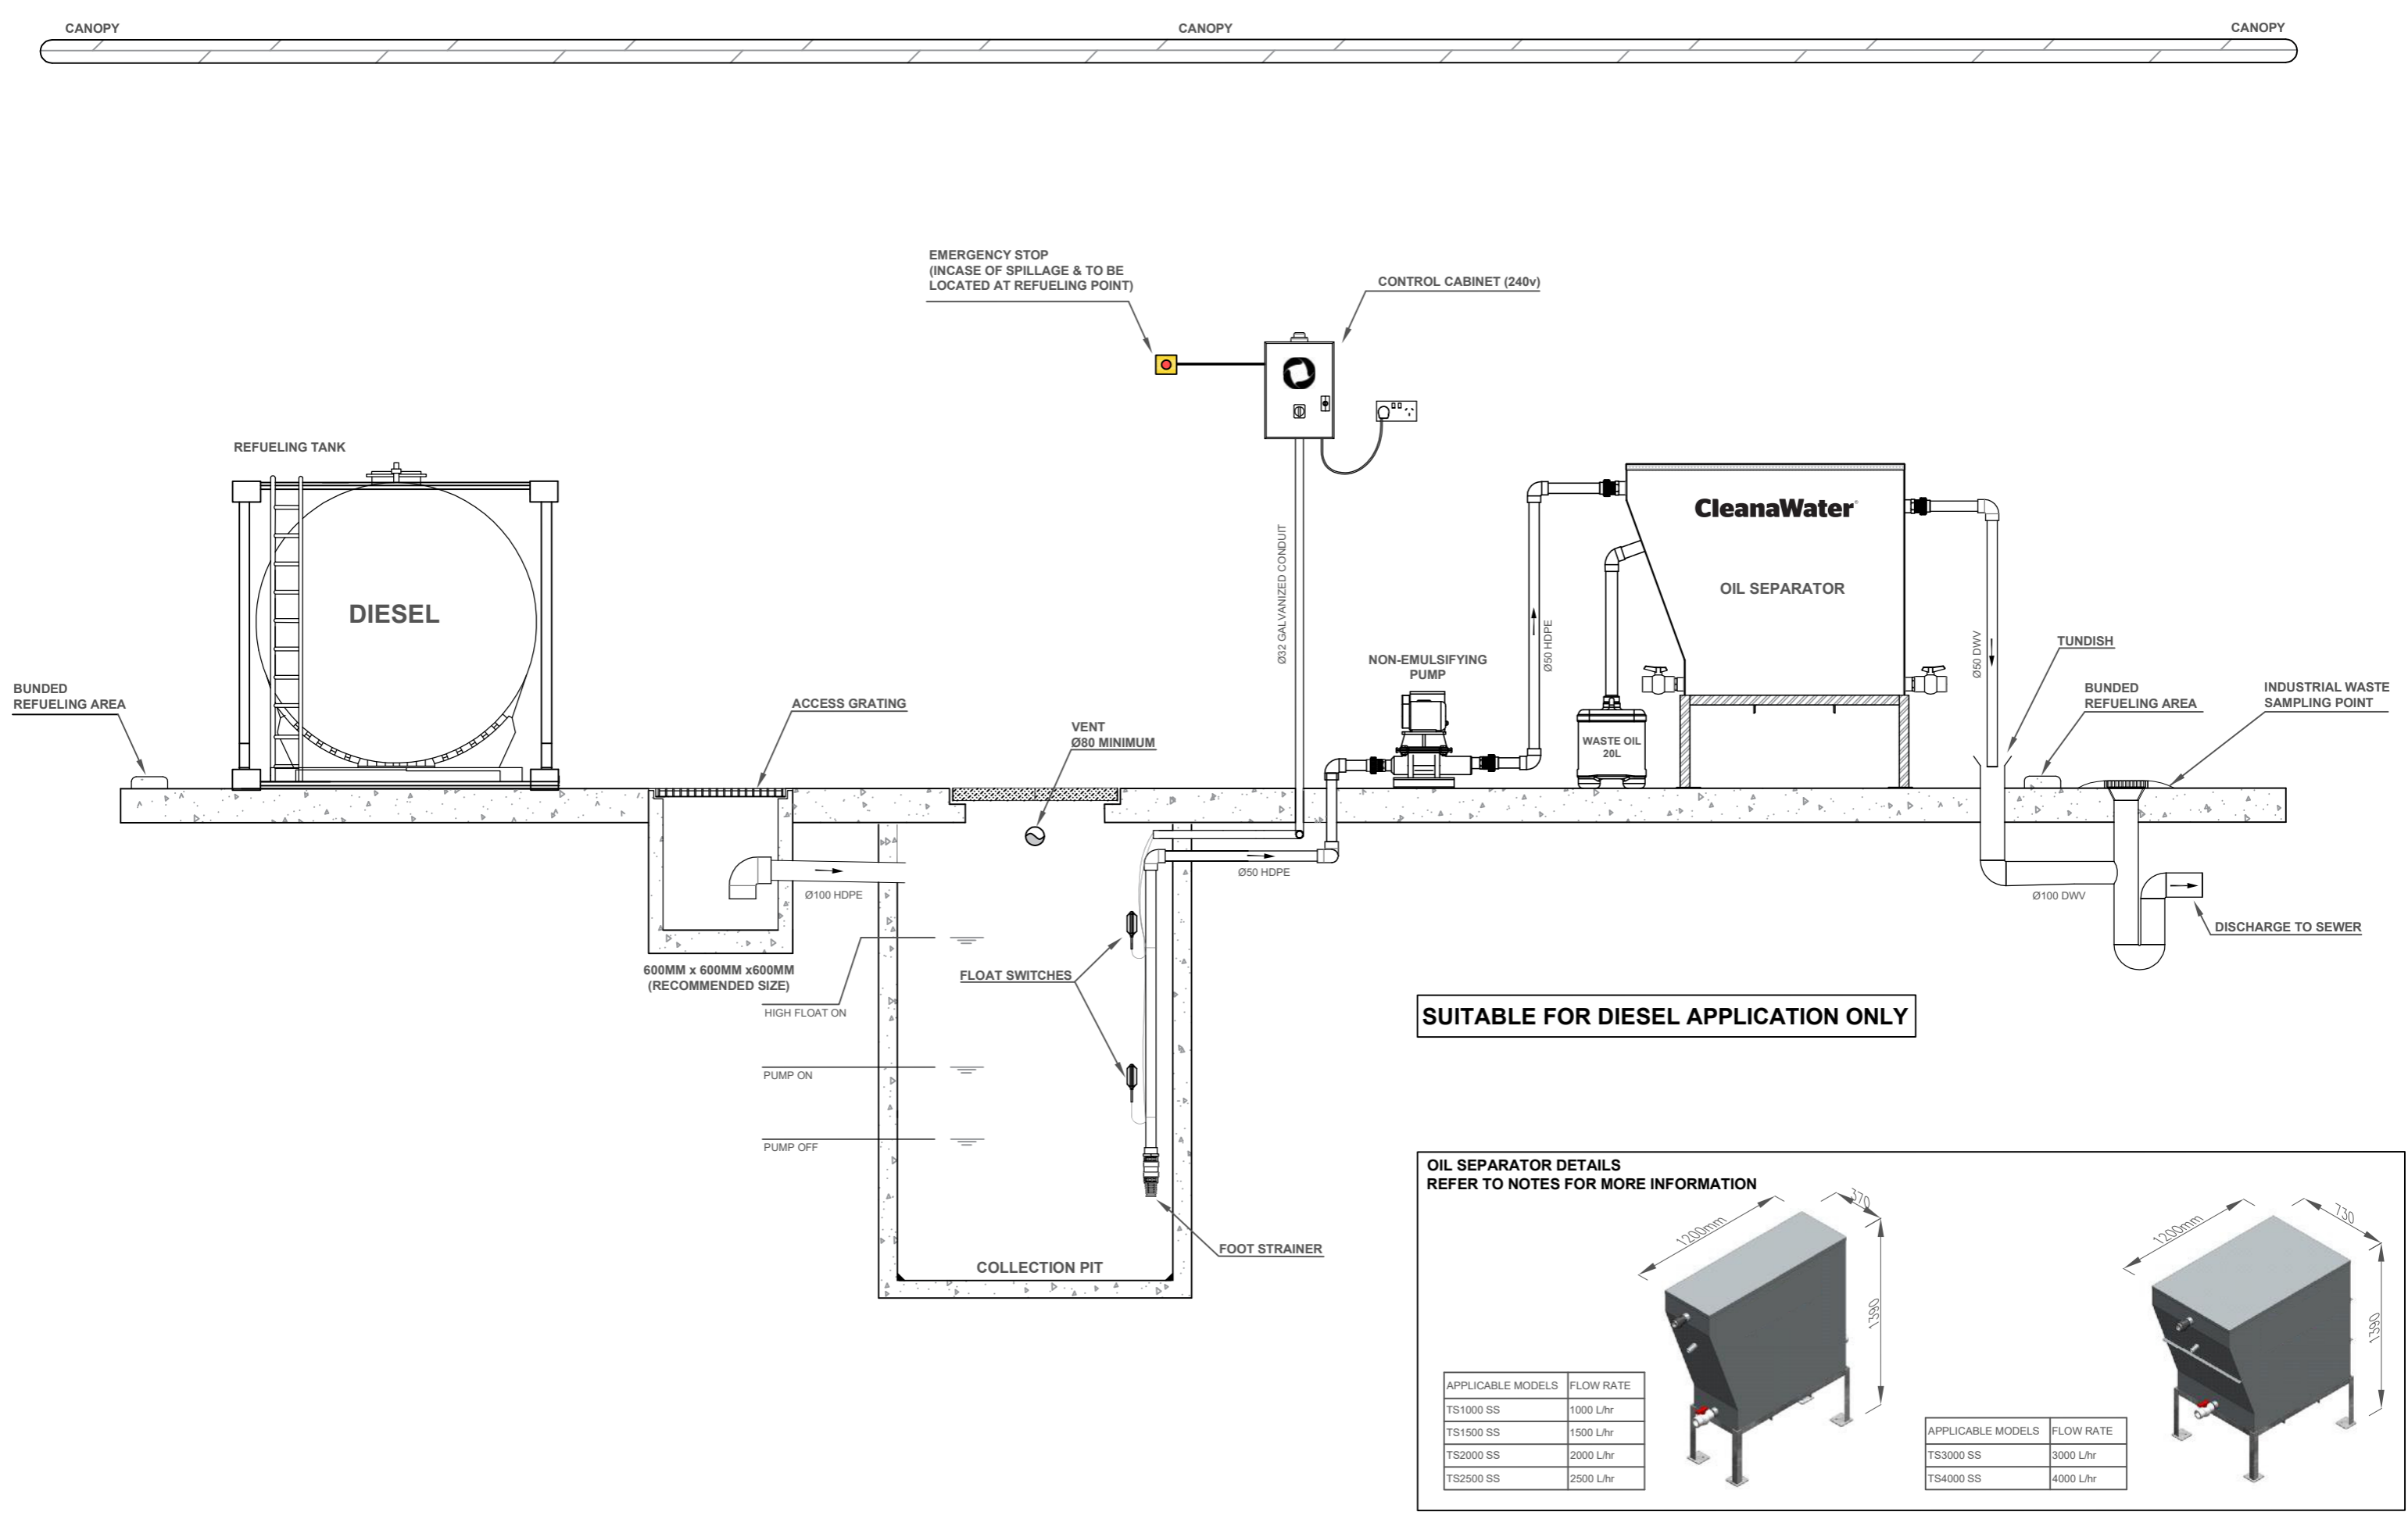 CANOPY
CANOPY
CANOPY
EMERGENCY STOP
(INCASE OF SPILLAGE & TO BE
LOCATED AT REFUELING POINT)
CONTROL CABINET (240v)
REFUELING TANK
DIESEL
BUNDED
REFUELING AREA
ACCESS GRATING
VENT
Ø80 MINIMUM
Ø32 GALVANIZED CONDUIT
NON-EMULSIFYING
PUMP
Ø50 HDPE
CleanaWater
OIL SEPARATOR
WASTE OIL
20L
Ø50 DWV
TUNDISH
BUNDED
REFUELING AREA
INDUSTRIAL WASTE
SAMPLING POINT
Ø100 HDPE
Ø50 HDPE
Ø100 DWV
DISCHARGE TO SEWER
600MM x 600MM x600MM
(RECOMMENDED SIZE)
HIGH FLOAT ON
FLOAT SWITCHES
PUMP ON
PUMP OFF
FOOT STRAINER
COLLECTION PIT
SUITABLE FOR DIESEL APPLICATION ONLY
OIL SEPARATOR DETAILS
REFER TO NOTES FOR MORE INFORMATION
1200mm
370
1390
1200mm
730
1390
APPLICABLE MODELS FLOW RATE
TS1000 SS 1000 L/hr
TS1500 SS 1500 L/hr
TS2000 SS 2000 L/hr
TS2500 SS 2500 L/hr
APPLICABLE MODELS FLOW RATE
TS3000 SS 3000 L/hr
TS4000 SS 4000 L/hr